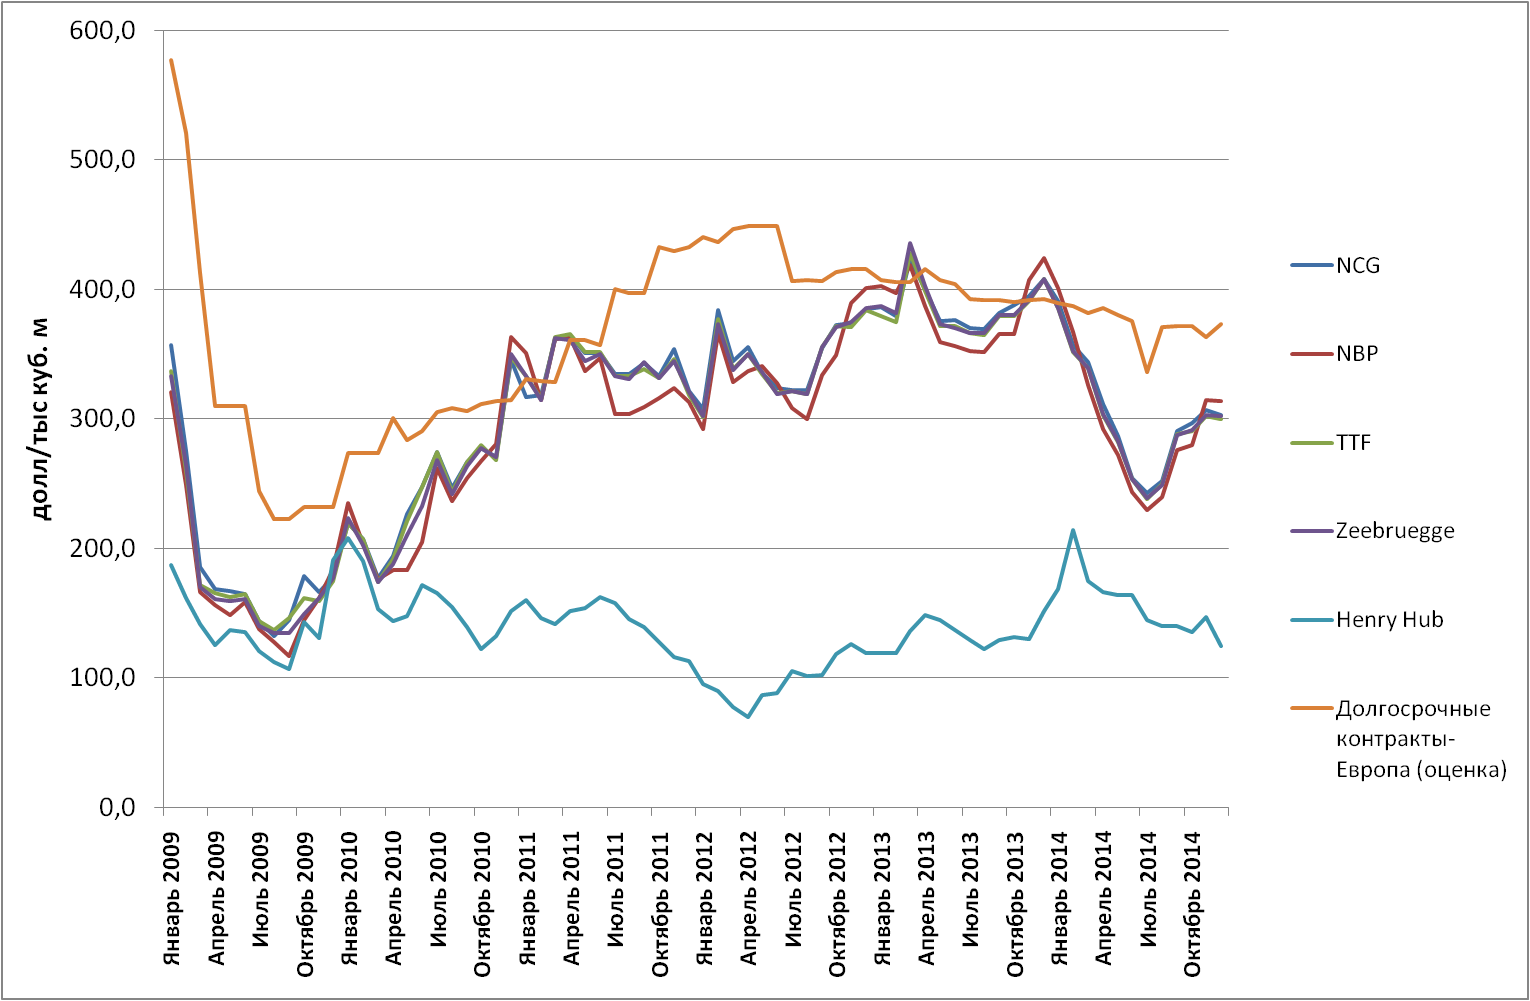 600,0
500,0
400,0
300,0
200,0
100,0
0,0
долл/тыс куб. м
Январь 2009
Апрель 2009
Июль 2009
Октябрь 2009
Январь 2010
Апрель 2010
Июль 2010
Октябрь 2010
Январь 2011
Апрель 2011
Июль 2011
Октябрь 2011
Январь 2012
Апрель 2012
Июль 2012
Октябрь 2012
Январь 2013
Апрель 2013
Июль 2013
Октябрь 2013
Январь 2014
Апрель 2014
Июль 2014
Октябрь 2014
NCG
NBP
TTF
Zeebruegge
Henry Hub
Долгосрочные
контракты-
Европа (оценка)